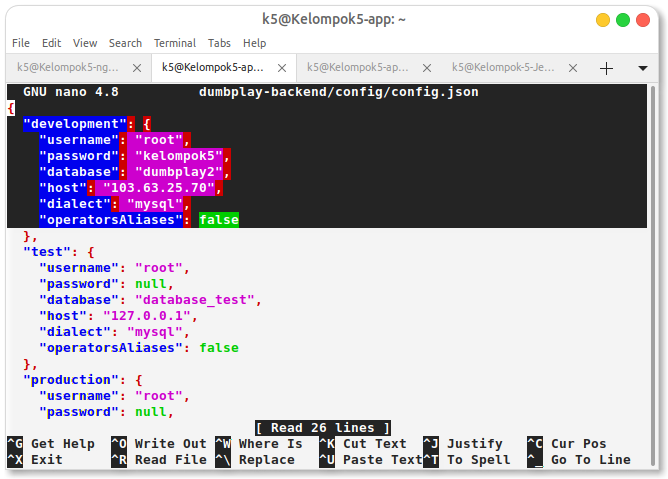 k5@Kelompok5-app: ~
File Edit View Search Terminal Tabs Help
k5@Kelompok5-ng... k5@Kelompok5-ap... k5@Kelompok5-ap... k5@Kelompok-5-Je...
GNU nano 4.8 dumbplay-backend/config/config.json
{
"development": {
"username": "root",
"password": "kelompok5",
"database": "dumbplay2",
"host": "103.63.25.70",
"dialect": "mysql",
"operatorsAliases": false
},
"test": {
"username": "root",
"password": null,
"database": "database_test",
"host": "127.0.0.1",
"dialect": "mysql",
"operatorsAliases": false
},
"production": {
"username": "root",
"password": null,
[ Read 26 lines ]
^G Get Help ^O Write Out ^W Where Is ^K Cut Text ^J Justify ^C Cur Pos
^X Exit ^R Read File ^\ Replace ^U Paste Text ^T To Spell ^_ Go To Line